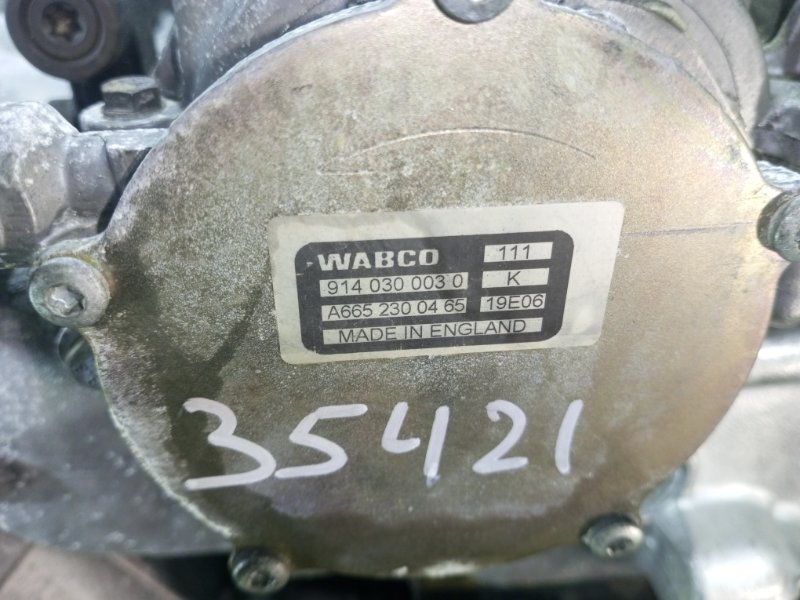 WABCO 111
914 030 003 0 K
A665 230 04 65 19E06
MADE IN ENGLAND
35421